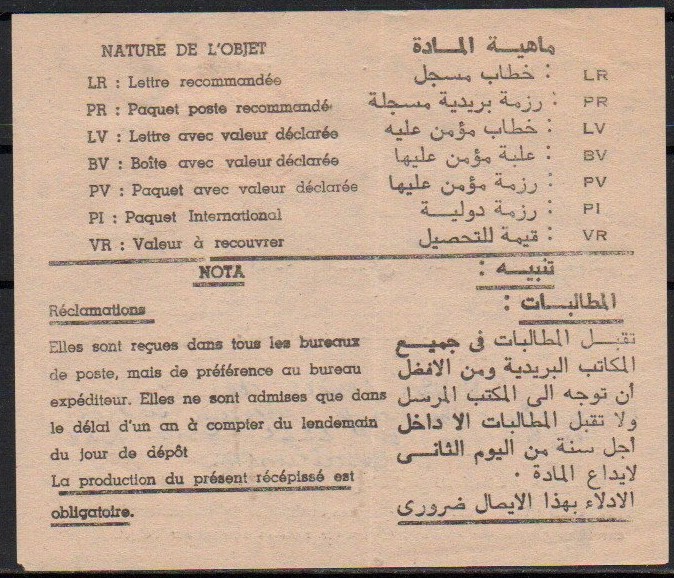 NATURE DE L'OBJET
LR : Lettre recommandée
PR : Paquet poste recommandé
LV : Lettre avec valeur déclarée
BV : Boîte avec valeur déclarée
PV : Paquet avec valeur déclarée
PI : Paquet International
VR : Valeur à recouvrer
ماهية المادة
LR : خطاب مسجل
PR : رزمة بريدية مسجلة
LV : خطاب مؤمن عليه
BV : علبة مؤمن عليها
PV : رزمة مؤمن عليها
PI : رزمة دولية
VR : قيمة للتحصيل
NOTA
Réclamations
Elles sont reçues dans tous les bureaux
de poste, mais de préférence au bureau
expéditeur. Elles ne sont admises que dans
le délai d'un an à compter du lendemain
du jour de dépôt
La production du présent récépissé est
obligatoire.
تنبيه :
المطالبات :
تقبل المطالبات فى جميع
المكاتب البريدية ومن الافضل
أن توجه الى المكتب المرسل
ولا تقبل المطالبات الا داخل
أجل سنة من اليوم الثانى
لايداع المادة ·
الادلاء بهذا الايصال ضرورى